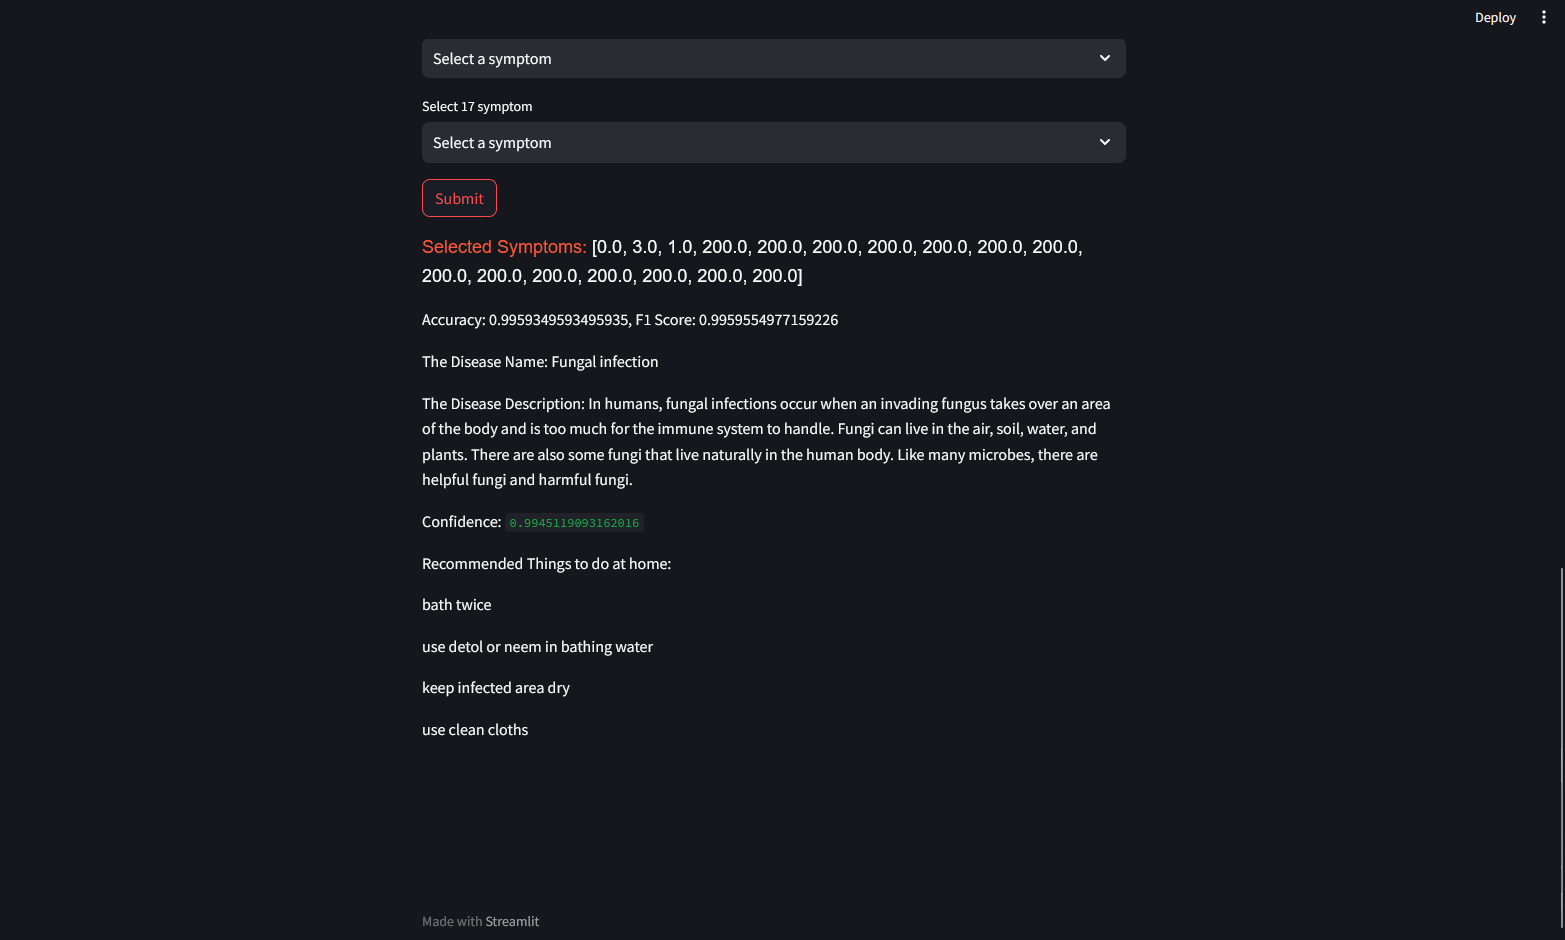 Deploy
Select a symptom
Select 17 symptom
Select a symptom
Submit
Selected Symptoms: [0.0, 3.0, 1.0, 200.0, 200.0, 200.0, 200.0, 200.0, 200.0, 200.0,
200.0, 200.0, 200.0, 200.0, 200.0, 200.0, 200.0]
Accuracy: 0.9959349593495935, F1 Score: 0.9959554977159226
The Disease Name: Fungal infection
The Disease Description: In humans, fungal infections occur when an invading fungus takes over an area
of the body and is too much for the immune system to handle. Fungi can live in the air, soil, water, and
plants. There are also some fungi that live naturally in the human body. Like many microbes, there are
helpful fungi and harmful fungi.
Confidence: 0.9945119093162016
Recommended Things to do at home:
bath twice
use detol or neem in bathing water
keep infected area dry
use clean cloths
Made with Streamlit